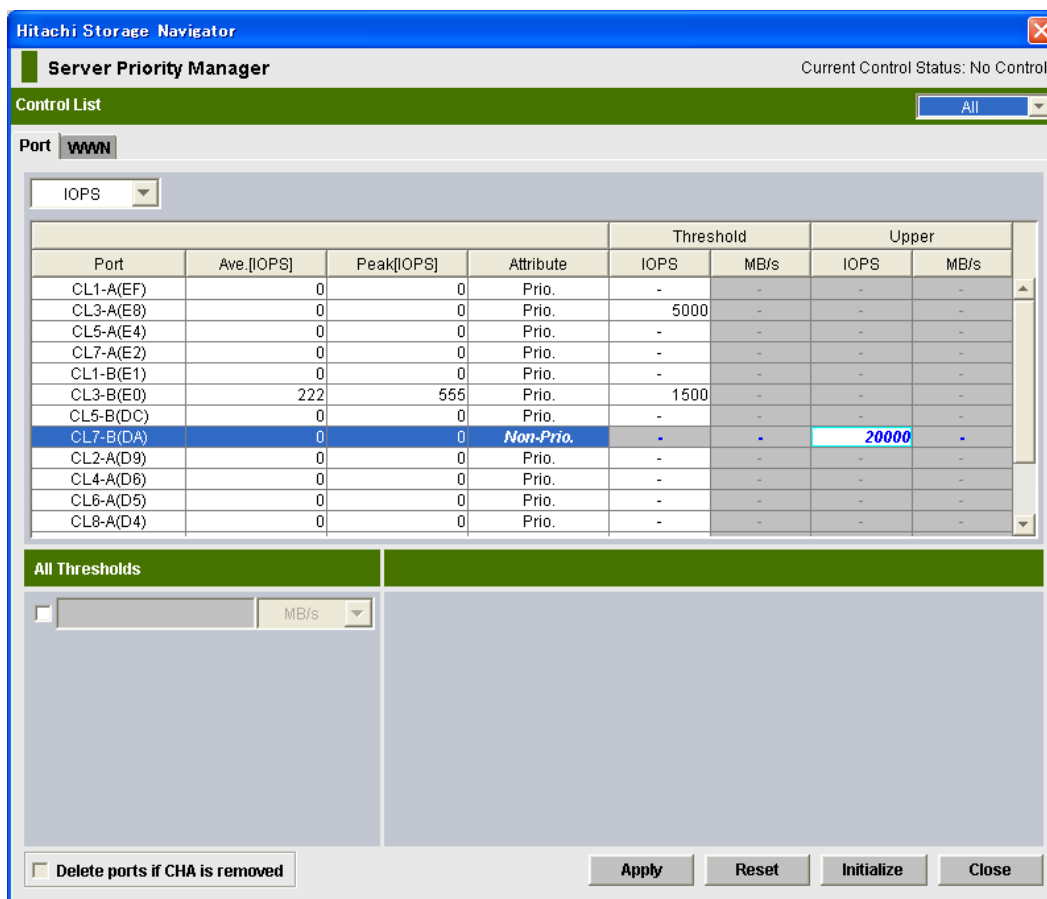 Hitachi Storage Navigator
Server Priority Manager Current Control Status: No Control
Control List All
Port WWN
IOPS
Threshold Upper
Port Ave.[IOPS] Peak[IOPS] Attribute IOPS MB/s IOPS MB/s
CL1-A(EF) 0 0 Prio. - - - -
CL3-A(E8) 0 0 Prio. 5000 - - -
CL5-A(E4) 0 0 Prio. - - - -
CL7-A(E2) 0 0 Prio. - - - -
CL1-B(E1) 0 0 Prio. - - - -
CL3-B(E0) 222 555 Prio. 1500 - - -
CL5-B(DC) 0 0 Prio. - - - -
CL7-B(DA) 0 0 Non-Prio. - - 20000 -
CL2-A(D9) 0 0 Prio. - - - -
CL4-A(D6) 0 0 Prio. - - - -
CL6-A(D5) 0 0 Prio. - - - -
CL8-A(D4) 0 0 Prio. - - - -
All Thresholds
MB/s
Delete ports if CHA is removed Apply Reset Initialize Close